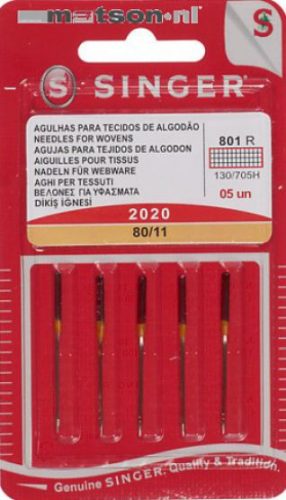 matson.nl
S
S SINGER®
AGULHAS PARA TECIDOS DE ALGODÃO
NEEDLES FOR WOVENS
AGUJAS PARA TEJIDOS DE ALGODON
AIGUILLES POUR TISSUS
NADELN FÜR WEBWARE
AGHI PER TESSUTI
ΒΕΛΟΝΕΣ ΓΙΑ ΥΦΑΣΜΑΤΑ
DİKİŞ İĞNESİ
801 R
130/705H
05 un
2020
80/11
Genuine SINGER. Quality & Tradition.